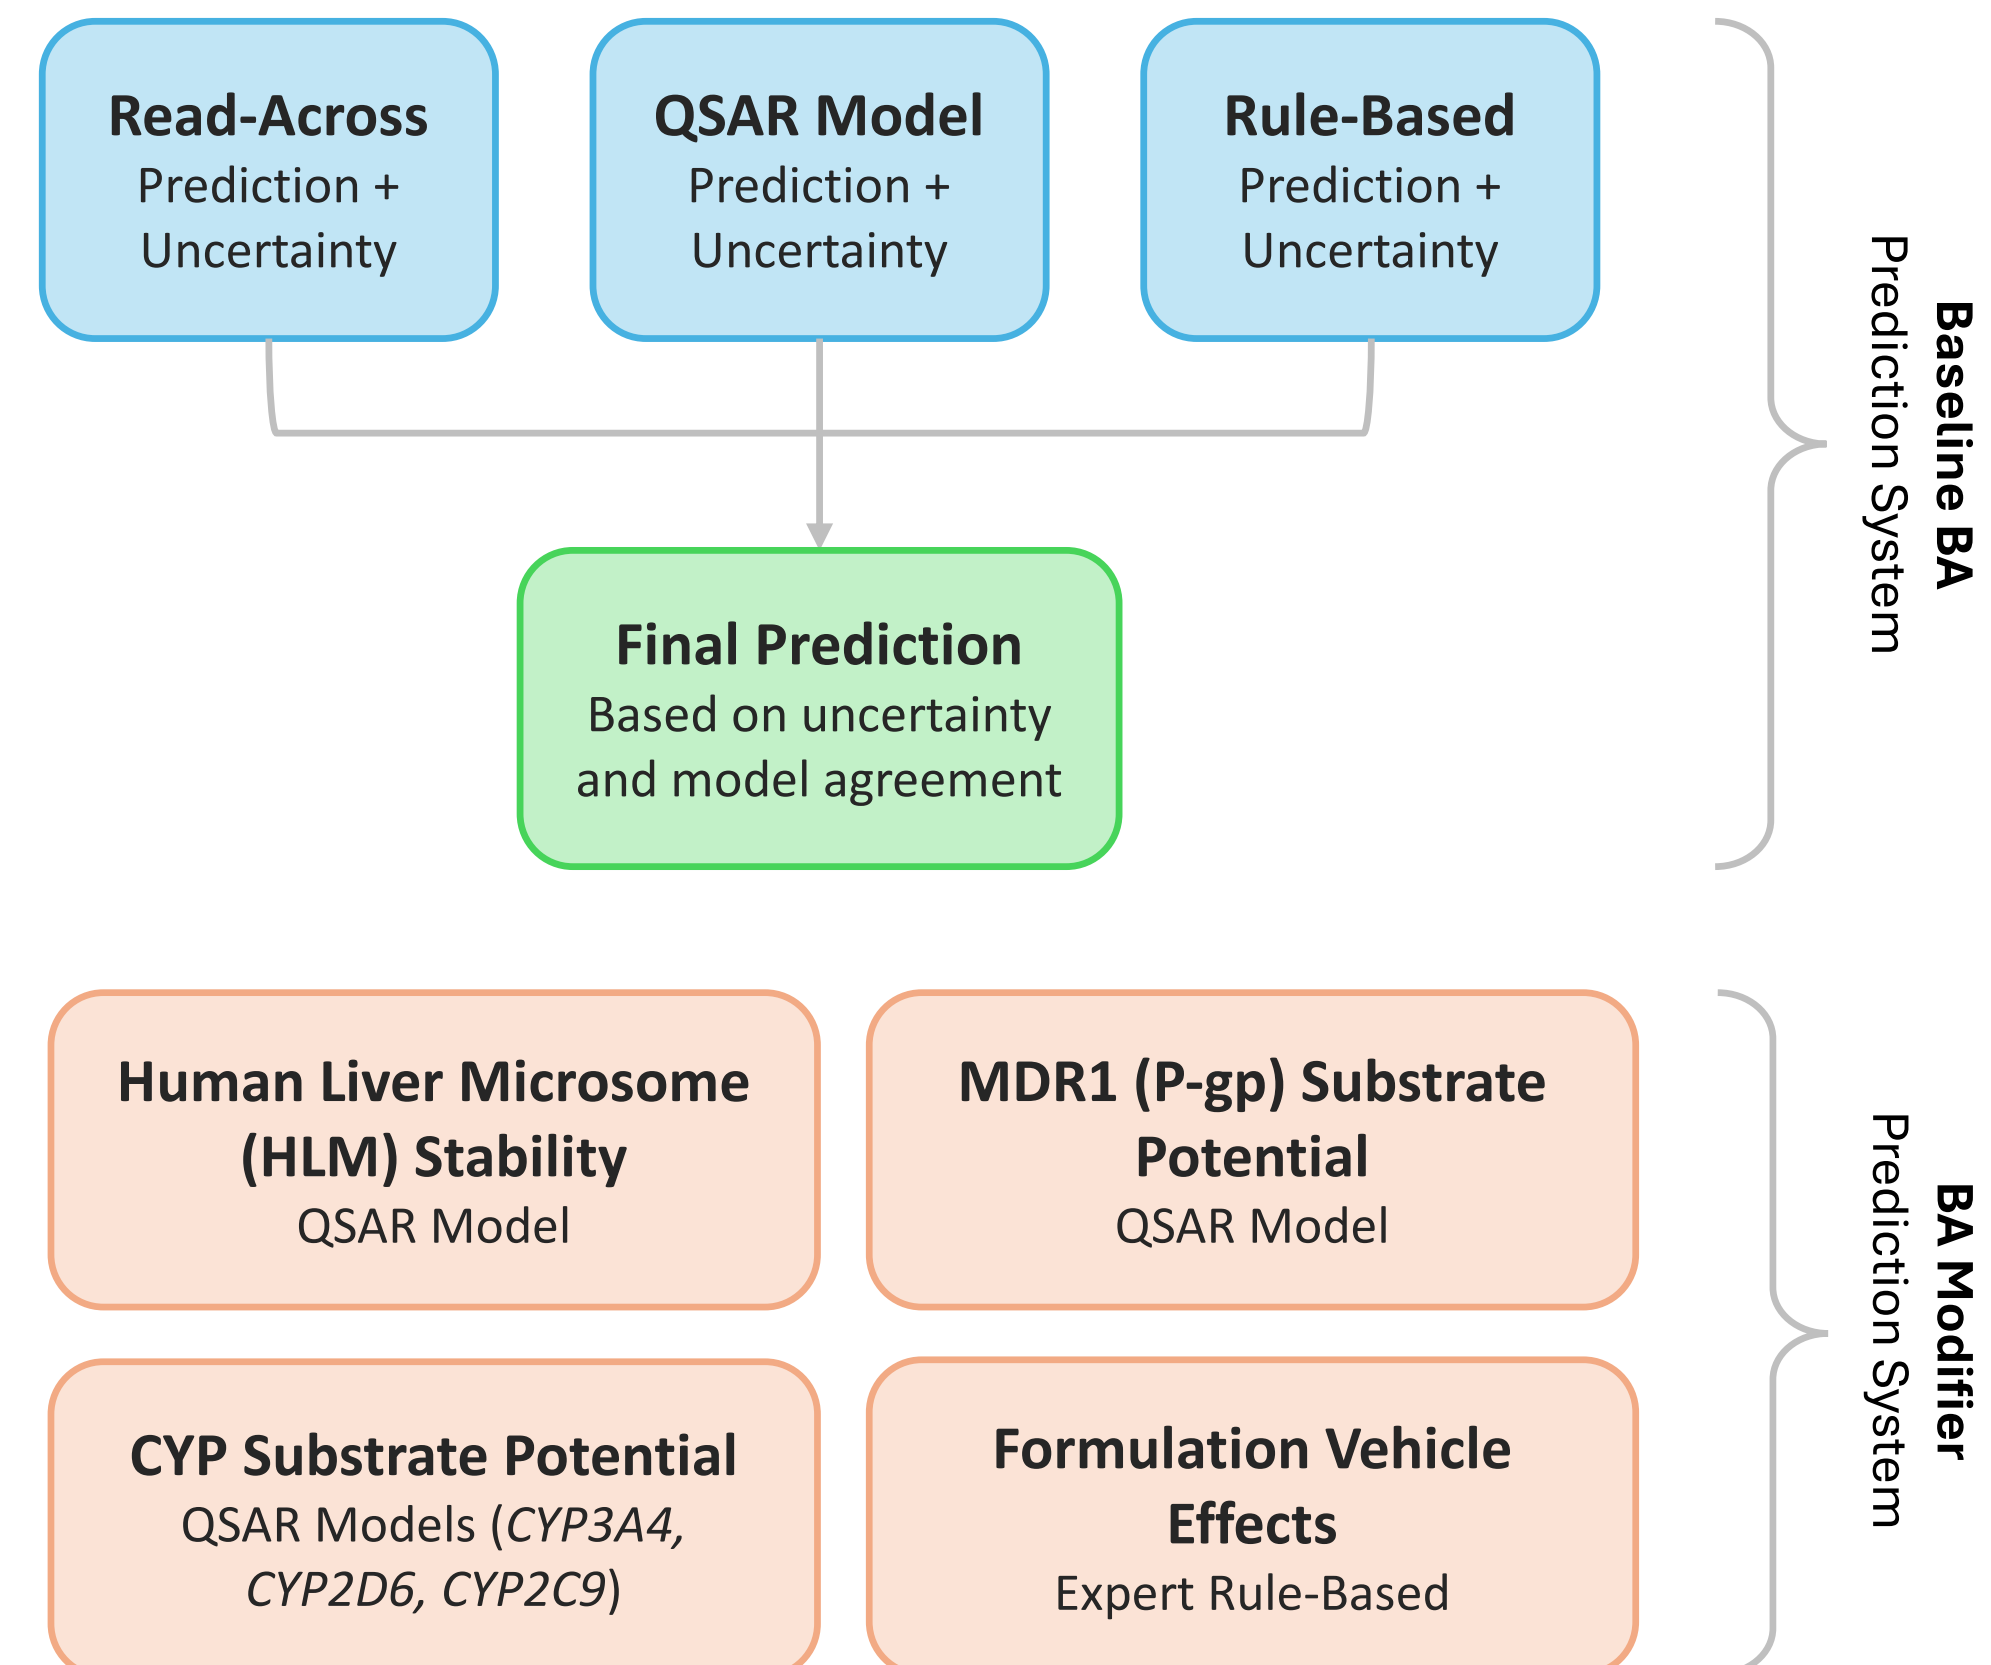 Read-Across
Prediction +
Uncertainty
QSAR Model
Prediction +
Uncertainty
Rule-Based
Prediction +
Uncertainty
Final Prediction
Based on uncertainty
and model agreement
Baseline BA
Prediction System
Human Liver Microsome
(HLM) Stability
QSAR Model
MDR1 (P-gp) Substrate
Potential
QSAR Model
CYP Substrate Potential
QSAR Models (CYP3A4,
CYP2D6, CYP2C9)
Formulation Vehicle
Effects
Expert Rule-Based
BA Modifier
Prediction System